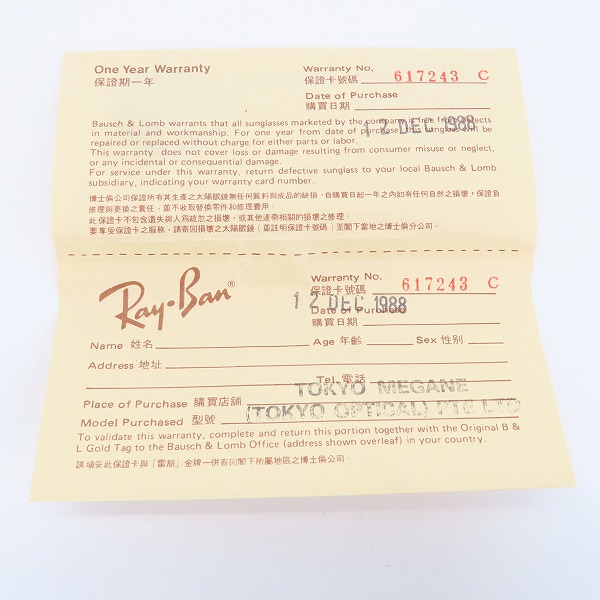 One Year Warranty
保證期一年
Warranty No.
保證卡號碼 617243 C
Date of Purchase
購買日期 12 DEC 1988
Bausch & Lomb warrants that all sunglasses marketed by the company is free from defects
in material and workmanship. For one year from date of purchase this sunglass will be
repaired or replaced without charge for either parts or labor.
This warranty does not cover loss or damage resulting from consumer misuse or neglect,
or any incidental or consequential damage.
For service under this warranty, return defective sunglass to your local Bausch & Lomb
subsidiary, indicating your warranty card number.
博士倫公司保證所有其生產之太陽眼鏡無任何質料與成品的缺損，自購買日起一年之內如有任何自然之損壞，保證負
修理與更換之責任，並不收取替換零件和修理費用。
此保證卡不包含遺失與人爲疏忽之損壞，或其他連帶相關的損壞之修理。
要享受保證卡之服務，請寄回損壞之太陽眼鏡（並註明保證卡號碼）至閣下當地之博士倫分公司。
Ray-Ban®
Warranty No.
保證卡號碼 617243 C
12 DEC 1988
Date of Purchase
購買日期
Name 姓名 Age 年齡 Sex 性別
Address 地址
Tel. 電話
Place of Purchase 購買店舖 TOKYO MEGANE
Model Purchased 型號 (TOKYO OPTICAL) PTE LTD
To validate this warranty, complete and return this portion together with the Original B &
L Gold Tag to the Bausch & Lomb Office (address shown overleaf) in your country.
請塡妥此保證卡與「雷朋」金牌一併寄回閣下所屬地區之博士倫公司。